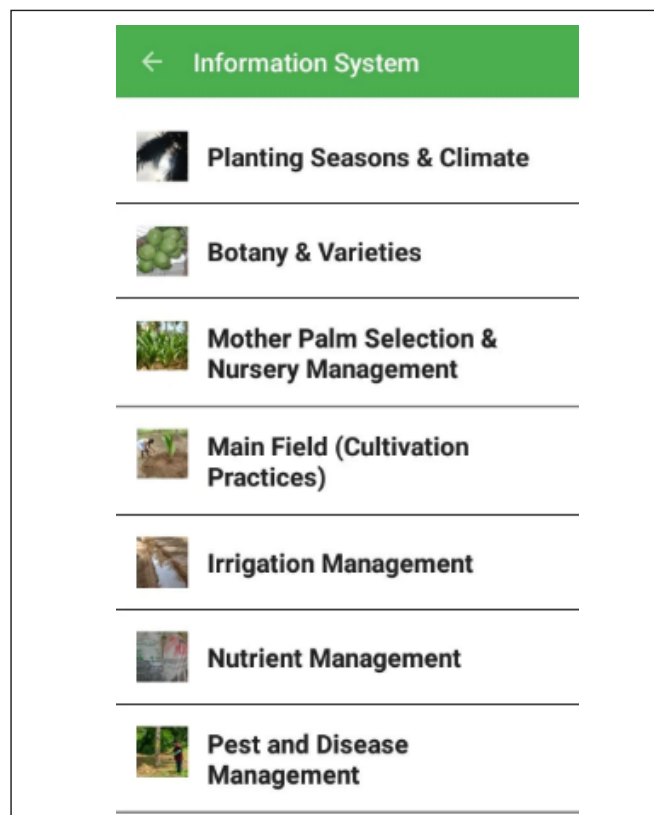 Information System
Planting Seasons & Climate
Botany & Varieties
Mother Palm Selection &
Nursery Management
Main Field (Cultivation
Practices)
Irrigation Management
Nutrient Management
Pest and Disease
Management